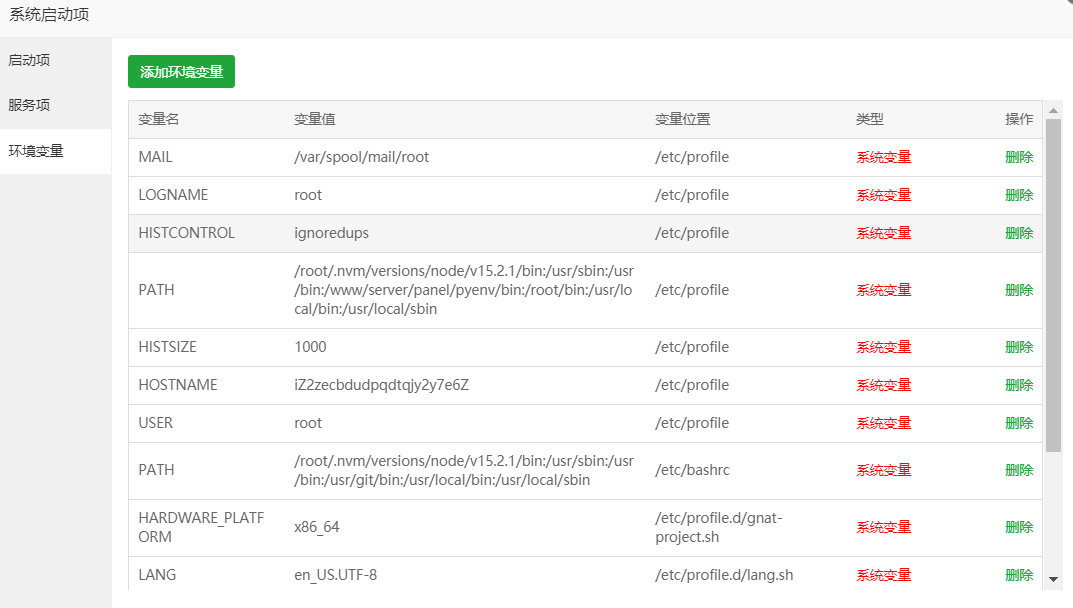 系统启动项
启动项
服务项
环境变量
添加环境变量
变量名 变量值 变量位置 类型 操作
MAIL /var/spool/mail/root /etc/profile 系统变量 删除
LOGNAME root /etc/profile 系统变量 删除
HISTCONTROL ignoredups /etc/profile 系统变量 删除
/root/.nvm/versions/node/v15.2.1/bin:/usr/sbin:/usr
PATH /bin:/www/server/panel/pyenv/bin:/root/bin:/usr/lo /etc/profile 系统变量 删除
cal/bin:/usr/local/sbin
HISTSIZE 1000 /etc/profile 系统变量 删除
HOSTNAME iZ2zecbdudpqdtqjy2y7e6Z /etc/profile 系统变量 删除
USER root /etc/profile 系统变量 删除
PATH /root/.nvm/versions/node/v15.2.1/bin:/usr/sbin:/usr /etc/bashrc 系统变量 删除
/bin:/usr/git/bin:/usr/local/bin:/usr/local/sbin
HARDWARE_PLATF x86_64 /etc/profile.d/gnat- 系统变量 删除
ORM project.sh
LANG en_US.UTF-8 /etc/profile.d/lang.sh 系统变量 删除